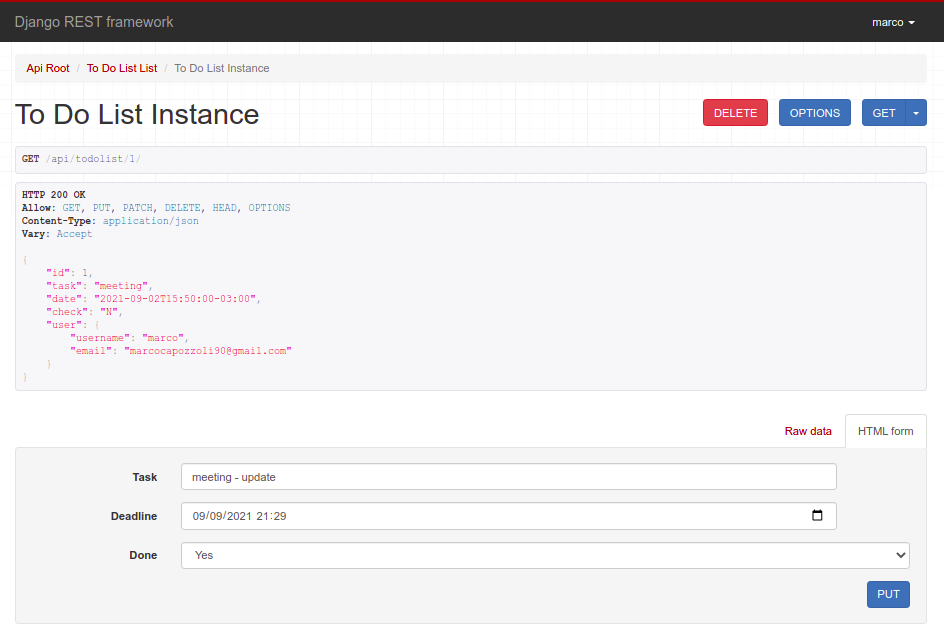 Django REST framework
marco
Api Root / To Do List List / To Do List Instance
To Do List Instance
DELETE
OPTIONS
GET
GET /api/todolist/1/
HTTP 200 OK
Allow: GET, PUT, PATCH, DELETE, HEAD, OPTIONS
Content-Type: application/json
Vary: Accept
{
    "id": 1,
    "task": "meeting",
    "date": "2021-09-02T15:50:00-03:00",
    "check": "N",
    "user": {
        "username": "marco",
        "email": "marcocapozzoli90@gmail.com"
    }
}
Raw data
HTML form
Task
meeting - update
Deadline
09/09/2021 21:29
Done
Yes
PUT